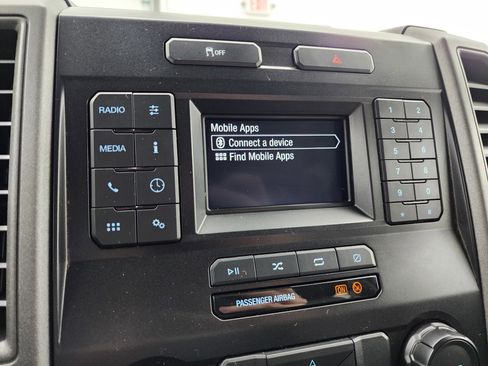 OFF
RADIO
MEDIA
Mobile Apps
Connect a device
Find Mobile Apps
1 2
3 4
5 6
7 8
9 0
* #
PASSENGER AIRBAG ON